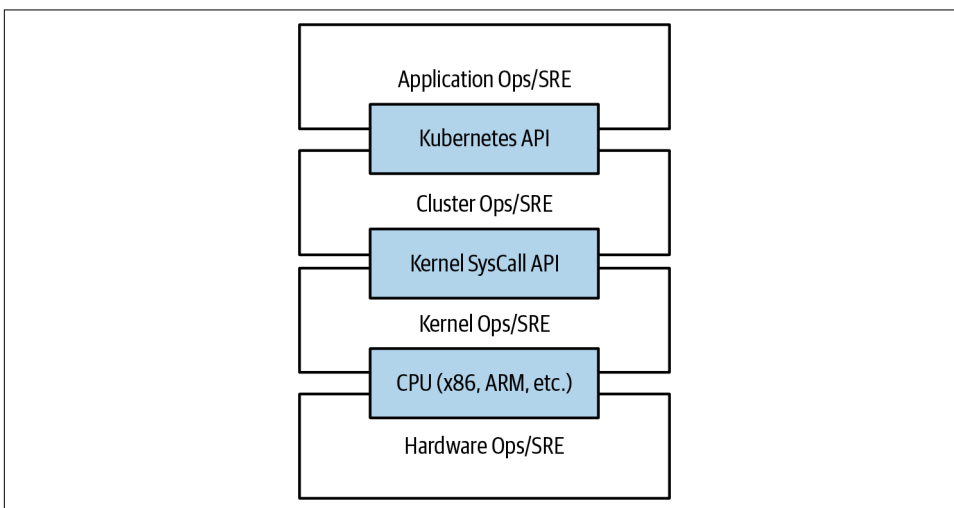 Application Ops/SRE
Kubernetes API
Cluster Ops/SRE
Kernel SysCall API
Kernel Ops/SRE
CPU (x86, ARM, etc.)
Hardware Ops/SRE